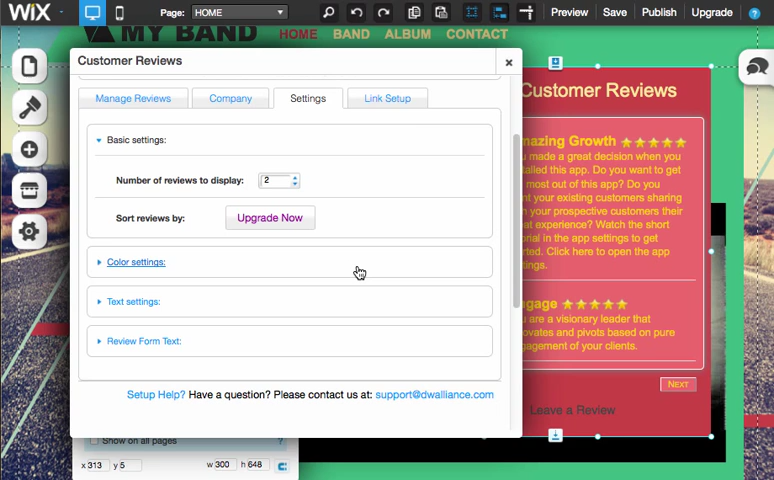 WiX
Page: HOME
Preview Save Publish Upgrade ?
MY BAND
HOME BAND ALBUM CONTACT
Customer Reviews
Manage Reviews
Company
Settings
Link Setup
Basic settings:
Number of reviews to display: 2
Sort reviews by: Upgrade Now
Color settings:
Text settings:
Review Form Text:
Setup Help? Have a question? Please contact us at: support@dwalliance.com
Show on all pages ?
x 313 y 5 w 300 h 648
Customer Reviews
mazing Growth
u made a great decision when you
talled this app. Do you want to get
most out of this app? Do you
nt your existing customers sharing
h your prospective customers their
at experience? Watch the short
orial in the app settings to get
rted. Click here to open the app
ttings.
ngage
u are a visionary leader that
ovates and pivots based on pure
gagement of your clients.
NEXT
Leave a Review